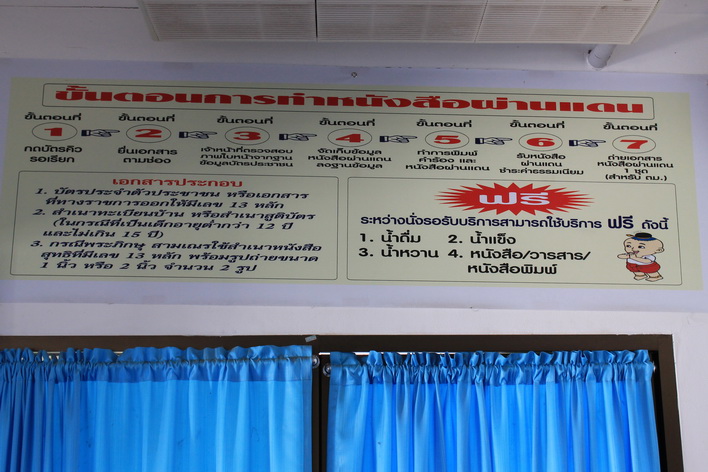 ขั้นตอนการทำหนังสือผ่านแดน
ขั้นตอนที่ 1
กดบัตรคิว
รอเรียก
ขั้นตอนที่ 2
ยื่นเอกสาร
ตามช่อง
ขั้นตอนที่ 3
เจ้าหน้าที่ตรวจสอบ
ภาพใบหน้าจากฐาน
ข้อมูลบัตรประชาชน
ขั้นตอนที่ 4
จัดเก็บข้อมูล
หนังสือผ่านแดน
ลงฐานข้อมูล
ขั้นตอนที่ 5
ทำการพิมพ์
คำร้อง และ
หนังสือผ่านแดน
ขั้นตอนที่ 6
รับหนังสือ
ผ่านแดน
ชำระค่าธรรมเนียม
ขั้นตอนที่ 7
ถ่ายเอกสาร
หนังสือผ่านแดน
1 ชุด
(สำหรับ ตม.)
เอกสารประกอบ
1. บัตรประจำตัวประชาชน หรือเอกสาร
ที่ทางราชการออกให้มีเลข 13 หลัก
2. สำเนาทะเบียนบ้าน หรือสำเนาสูติบัตร
(ในกรณีที่เป็นเด็กอายุต่ำกว่า 12 ปี
และไม่เกิน 15 ปี)
3. กรณีพระภิกษุ สามเณรใช้สำเนาหนังสือ
สุทธิที่มีเลข 13 หลัก พร้อมรูปถ่ายขนาด
1 นิ้ว หรือ 2 นิ้ว จำนวน 2 รูป
ฟรี
ระหว่างนั่งรอรับบริการสามารถใช้บริการ ฟรี ดังนี้
1. น้ำดื่ม 2. น้ำแข็ง
3. น้ำหวาน 4. หนังสือ/วารสาร/
หนังสือพิมพ์